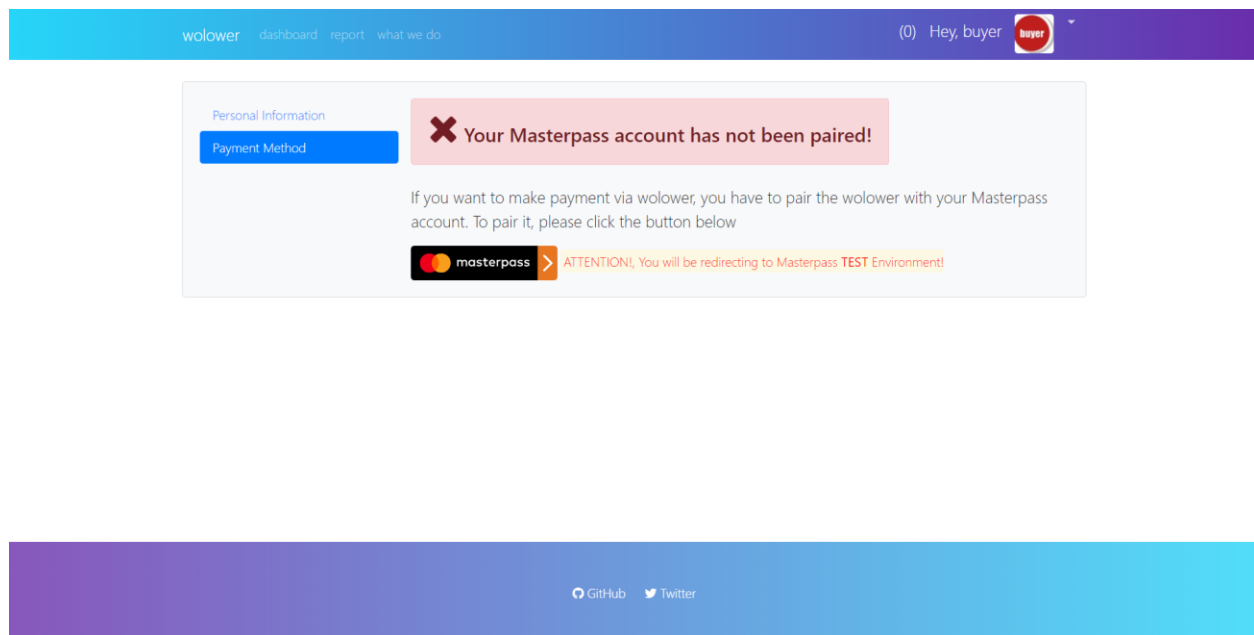 wolower dashboard report what we do (0) Hey, buyer buyer
Personal Information
Payment Method
Your Masterpass account has not been paired!
If you want to make payment via wolower, you have to pair the wolower with your Masterpass
account. To pair it, please click the button below
masterpass ATTENTION!, You will be redirecting to Masterpass TEST Environment!
GitHub Twitter